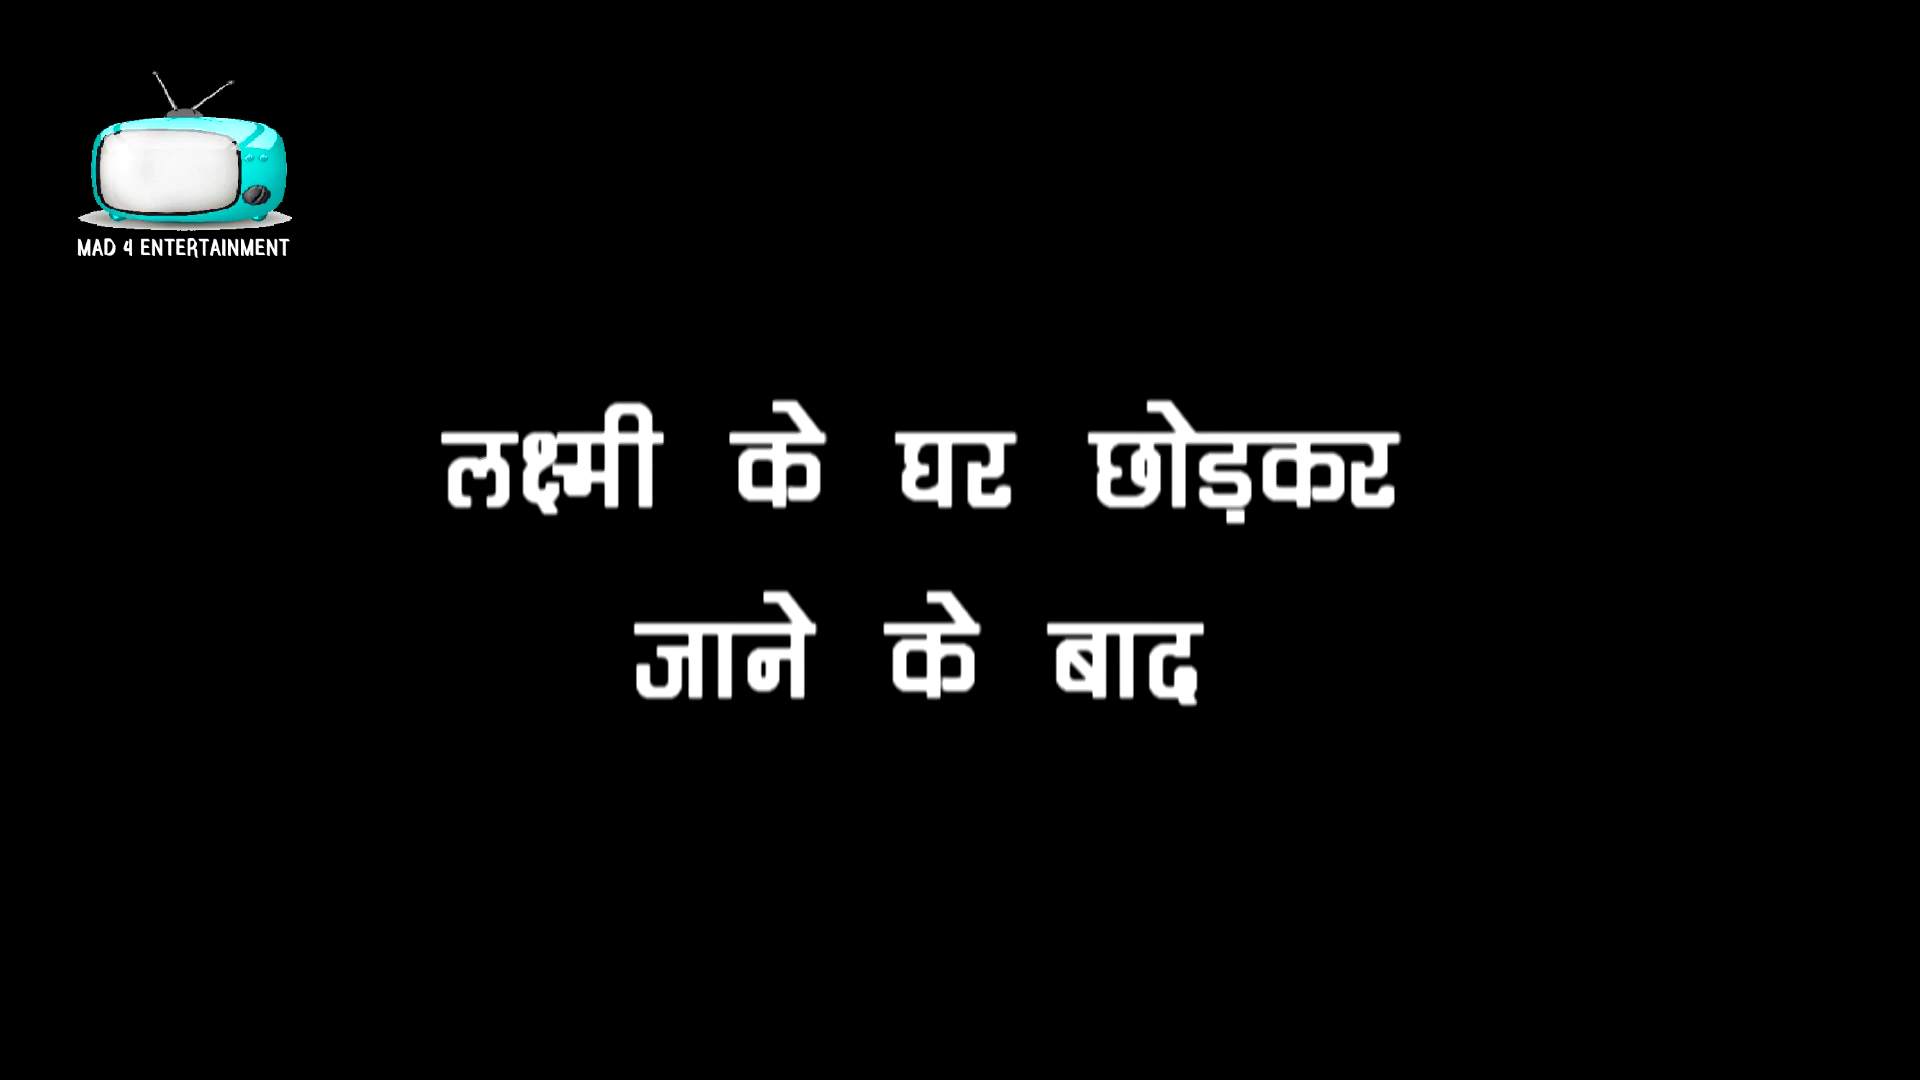 MAD 4 ENTERTAINMENT
लक्ष्मी के घर छोड़कर
जाने के बाद